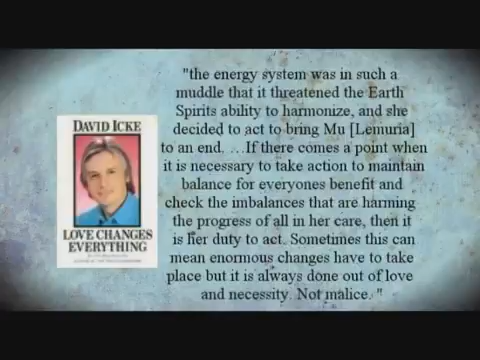 DAVID ICKE
LOVE CHANGES
EVERYTHING
"the energy system was in such a
muddle that it threatened the Earth
Spirits ability to harmonize, and she
decided to act to bring Mu [Lemuria]
to an end. …If there comes a point when
it is necessary to take action to maintain
balance for everyones benefit and
check the imbalances that are harming
the progress of all in her care, then it
is her duty to act. Sometimes this can
mean enormous changes have to take
place but it is always done out of love
and necessity. Not malice. "